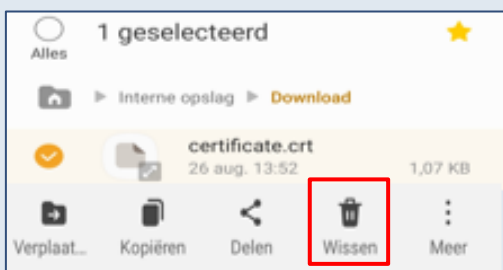 1 geselecteerd
Alles
Interne opslag Download
certificate.crt
26 aug. 13:52 1,07 KB
Verplaat... Kopiëren Delen Wissen Meer